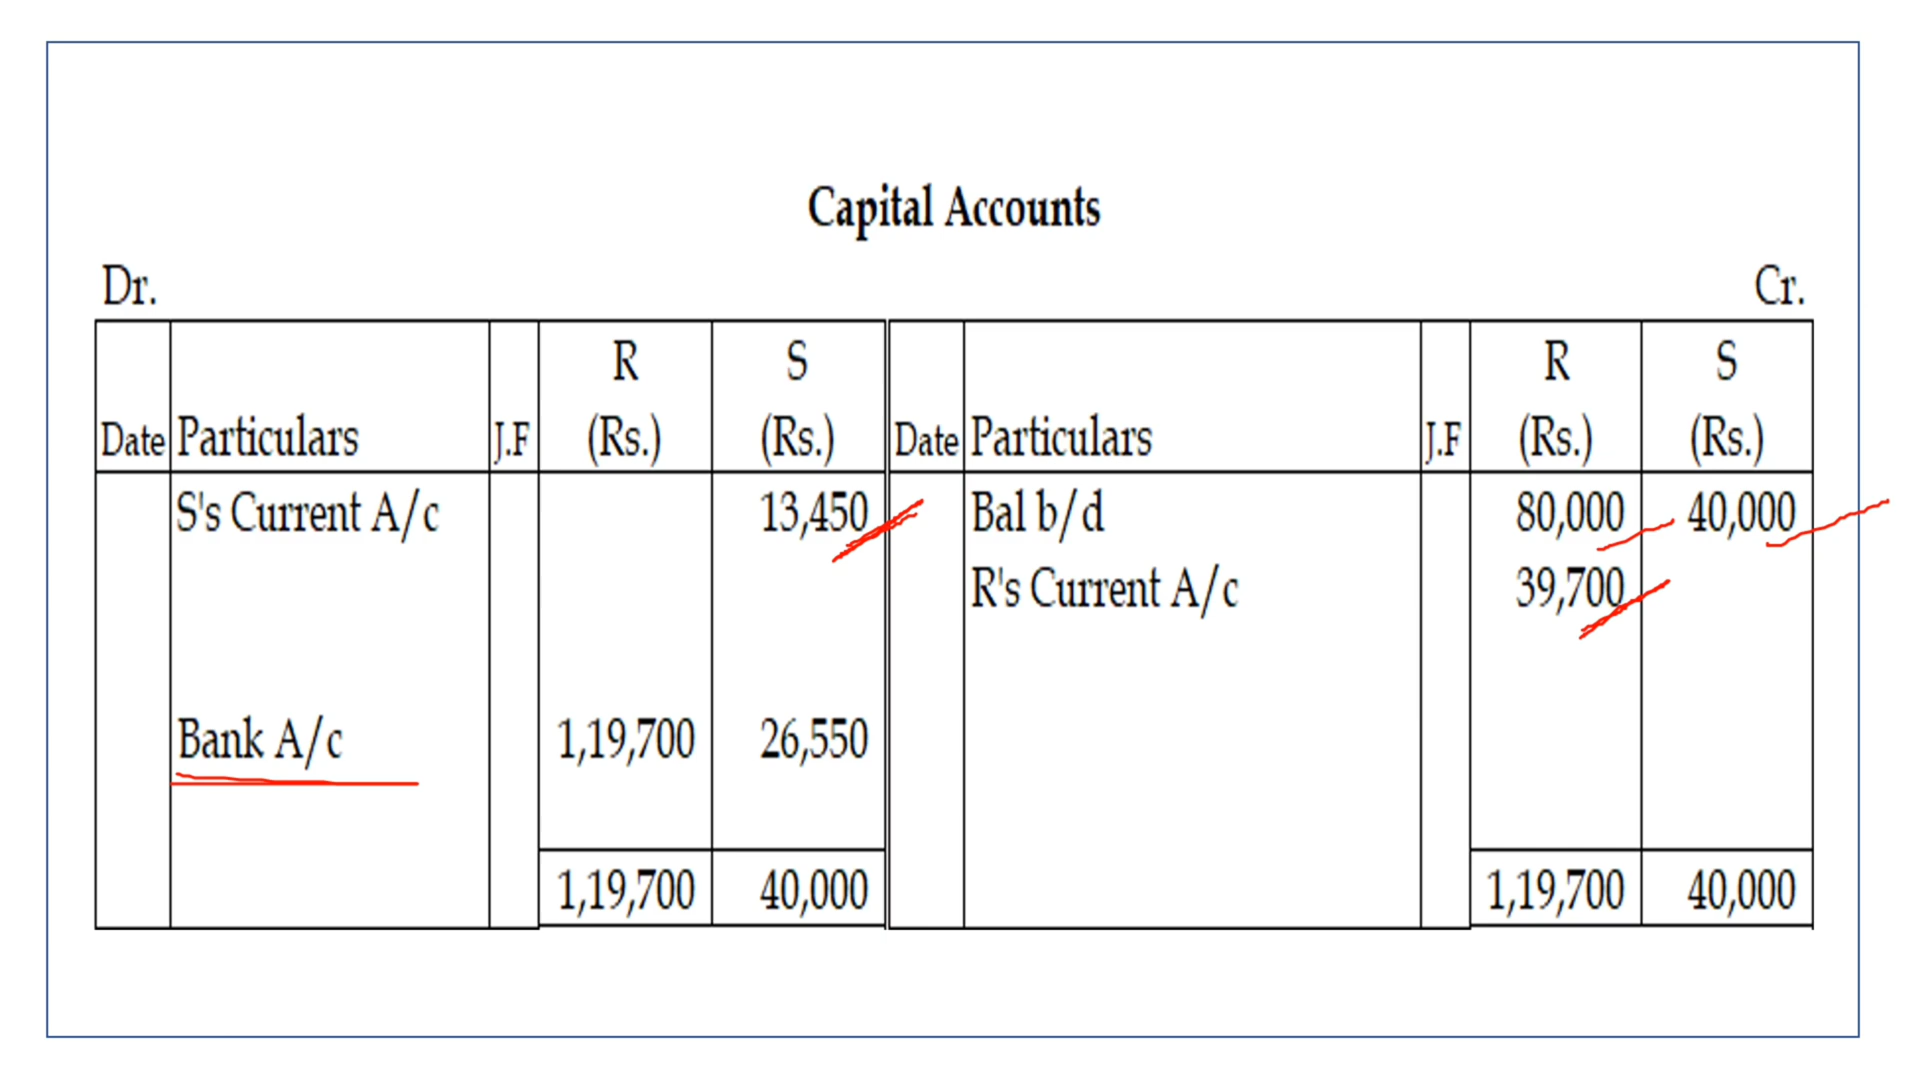 Capital Accounts
Dr. Cr.
R S R S
Date Particulars J.F (Rs.) (Rs.) Date Particulars J.F (Rs.) (Rs.)
S's Current A/c 13,450 Bal b/d 80,000 40,000
R's Current A/c 39,700
Bank A/c 1,19,700 26,550
1,19,700 40,000 1,19,700 40,000